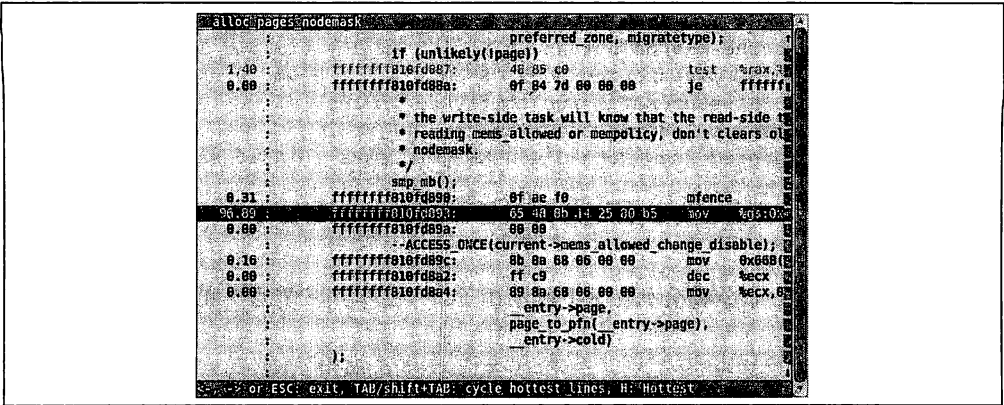 __alloc_pages_nodemask
: preferred_zone, migratetype);
: if (unlikely(!page))
1.40 : ffffffff810fd887: 48 85 c0 test %rax,
0.00 : ffffffff810fd88a: 0f 84 7d 00 00 00 je ffffff
: *
: * the write-side task will know that the read-side t
: * reading mems_allowed or mempolicy, don't clears ol
: * nodemask.
: */
: smp_mb();
0.31 : ffffffff810fd890: 0f ae f0 mfence
96.89 : ffffffff810fd893: 65 48 8b 14 25 00 b5 mov %gs:0x
0.00 : ffffffff810fd89a: 00 00
: --ACCESS_ONCE(current->mems_allowed_change_disable);
0.16 : ffffffff810fd89c: 8b 8a 68 06 00 00 mov 0x668(
0.00 : ffffffff810fd8a2: ff c9 dec %ecx
0.00 : ffffffff810fd8a4: 89 8a 68 06 00 00 mov %ecx,0
: __entry->page,
: page_to_pfn(__entry->page),
: __entry->cold)
: );
<-, -> or ESC: exit, TAB/shift+TAB: cycle hottest lines, H: Hottest